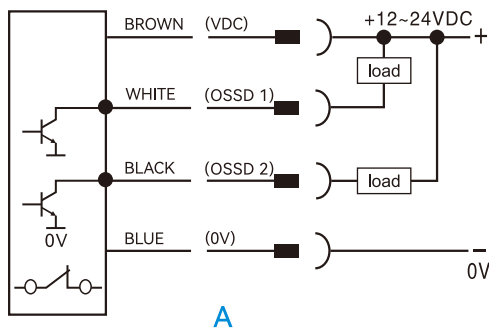 BROWN (VDC) +12~24VDC +
load
WHITE (OSSD 1)
BLACK (OSSD 2) load
0V
BLUE (0V) −
0V
A